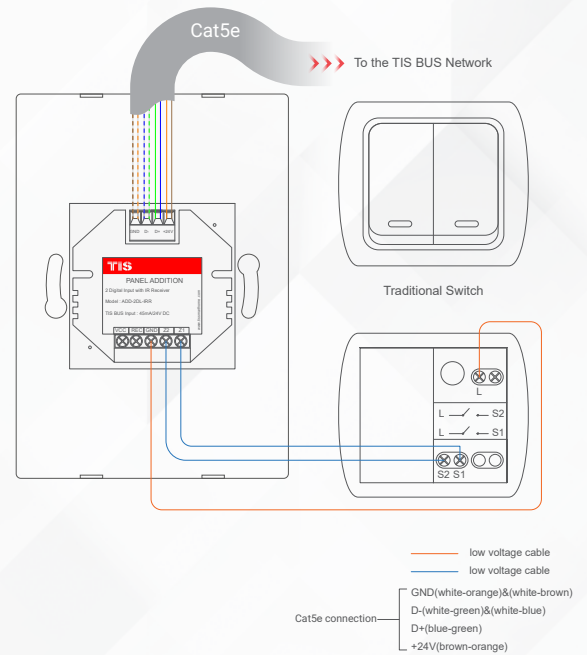 Cat5e
To the TIS BUS Network
GND D- D+ +24V
TIS
PANEL ADDITION
2 Digital Input with IR Receiver
Model : ADD-2DL-IRR
TIS BUS Input : 45mA/24V DC
VCC REC GND Z2 Z1
Traditional Switch
L
L S2
L S1
S2 S1
low voltage cable
low voltage cable
Cat5e connection
GND(white-orange)&(white-brown)
D-(white-green)&(white-blue)
D+(blue-green)
+24V(brown-orange)